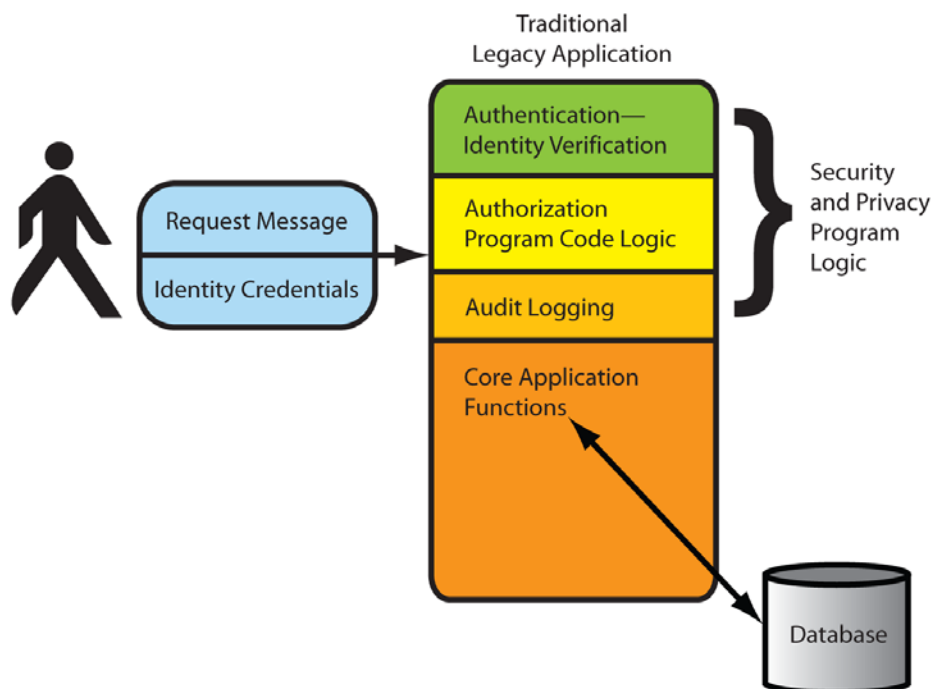 Traditional
Legacy Application
Authentication—
Identity Verification
Authorization
Program Code Logic
Audit Logging
Core Application
Functions
Security
and Privacy
Program
Logic
Request Message
Identity Credentials
Database